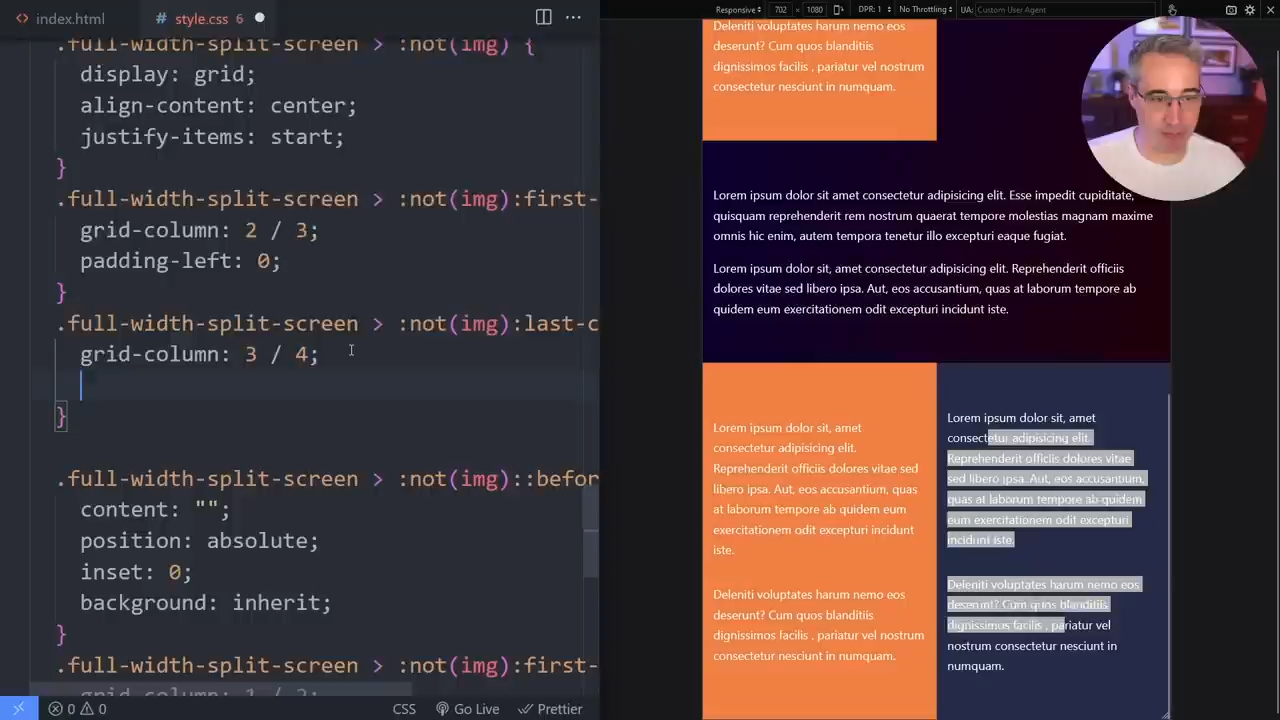 index.html
style.css 6
.full-width-split-screen > :not(img) {
display: grid;
align-content: center;
justify-items: start;
}
.full-width-split-screen > :not(img):first-
grid-column: 2 / 3;
padding-left: 0;
}
.full-width-split-screen > :not(img):last-c
grid-column: 3 / 4;
}
.full-width-split-screen > :not(img)::befor
content: "";
position: absolute;
inset: 0;
background: inherit;
}
.full-width-split-screen > :not(img):first-
grid-column: 1 / 2;
0 0
CSS
Go Live
Prettier
Responsive
702 × 1080
DPR: 1
No Throttling
UA:
Custom User Agent
Deleniti voluptates harum nemo eos
deserunt? Cum quos blanditiis
dignissimos facilis , pariatur vel nostrum
consectetur nesciunt in numquam.
Lorem ipsum dolor sit amet consectetur adipisicing elit. Esse impedit cupiditate,
quisquam reprehenderit rem nostrum quaerat tempore molestias magnam maxime
omnis hic enim, autem tempora tenetur illo excepturi eaque fugiat.
Lorem ipsum dolor sit, amet consectetur adipisicing elit. Reprehenderit officiis
dolores vitae sed libero ipsa. Aut, eos accusantium, quas at laborum tempore ab
quidem eum exercitationem odit excepturi incidunt iste.
Lorem ipsum dolor sit, amet
consectetur adipisicing elit.
Reprehenderit officiis dolores vitae sed
libero ipsa. Aut, eos accusantium, quas
at laborum tempore ab quidem eum
exercitationem odit excepturi incidunt
iste.
Deleniti voluptates harum nemo eos
deserunt? Cum quos blanditiis
dignissimos facilis , pariatur vel nostrum
consectetur nesciunt in numquam.
Lorem ipsum dolor sit, amet
consectetur adipisicing elit.
Reprehenderit officiis dolores vitae
sed libero ipsa. Aut, eos accusantium,
quas at laborum tempore ab quidem
eum exercitationem odit excepturi
incidunt iste.
Deleniti voluptates harum nemo eos
deserunt? Cum quos blanditiis
dignissimos facilis , pariatur vel
nostrum consectetur nesciunt in
numquam.